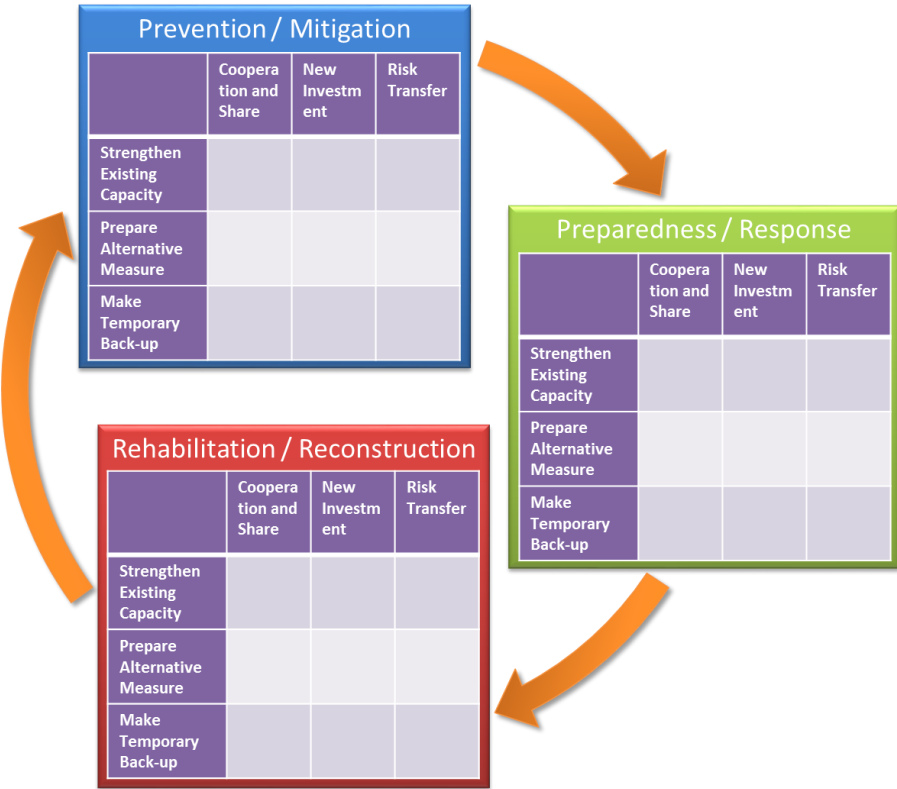 Prevention / Mitigation
Coopera
tion and
Share
New
Investm
ent
Risk
Transfer
Strengthen
Existing
Capacity
Prepare
Alternative
Measure
Make
Temporary
Back-up
Preparedness / Response
Coopera
tion and
Share
New
Investm
ent
Risk
Transfer
Strengthen
Existing
Capacity
Prepare
Alternative
Measure
Make
Temporary
Back-up
Rehabilitation / Reconstruction
Coopera
tion and
Share
New
Investm
ent
Risk
Transfer
Strengthen
Existing
Capacity
Prepare
Alternative
Measure
Make
Temporary
Back-up